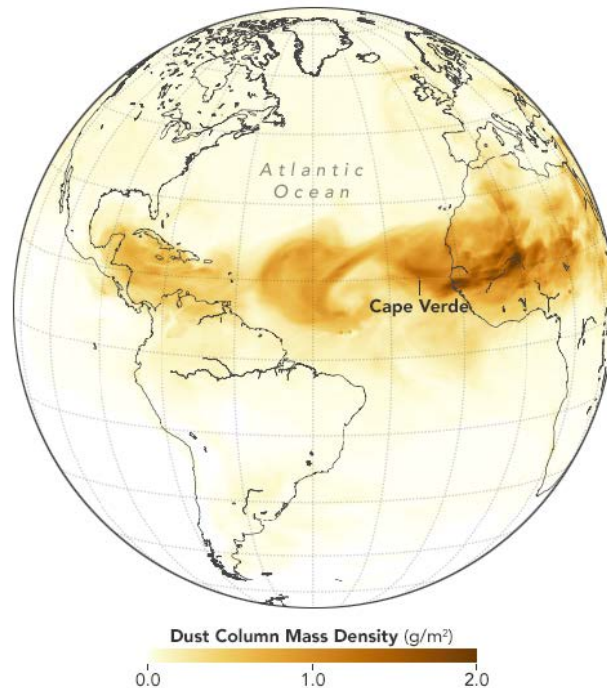 Atlantic
Ocean
Cape Verde
Dust Column Mass Density (g/m²)
0.0 1.0 2.0